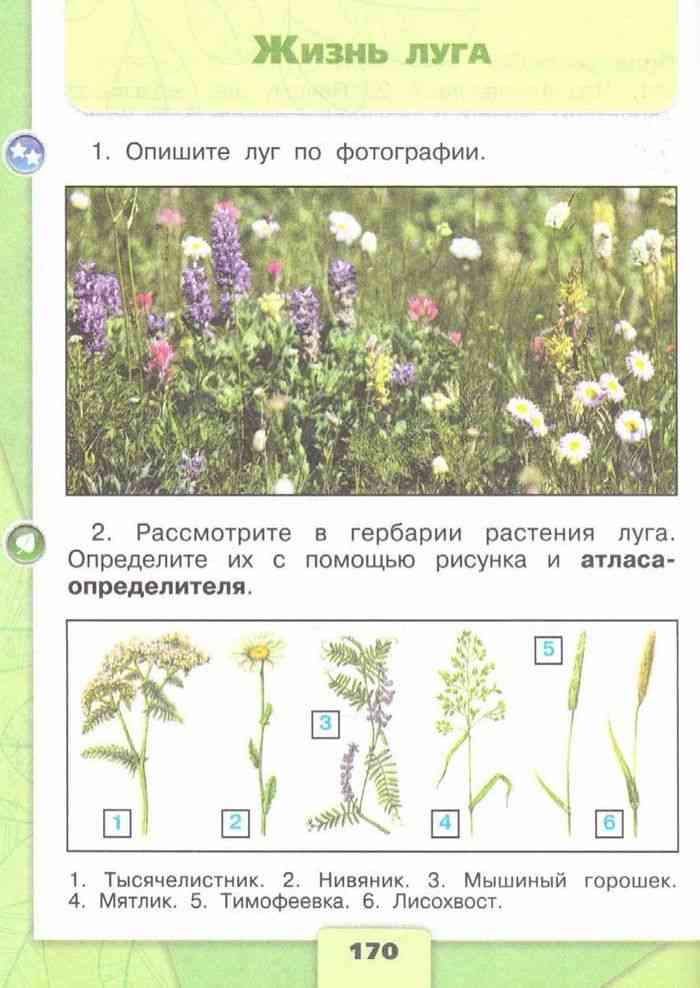 Жизнь луга
1. Опишите луг по фотографии.
2. Рассмотрите в гербарии растения луга.
Определите их с помощью рисунка и атласа-
определителя.
5
3
1
2
4
6
1. Тысячелистник. 2. Нивяник. 3. Мышиный горошек.
4. Мятлик. 5. Тимофеевка. 6. Лисохвост.
170